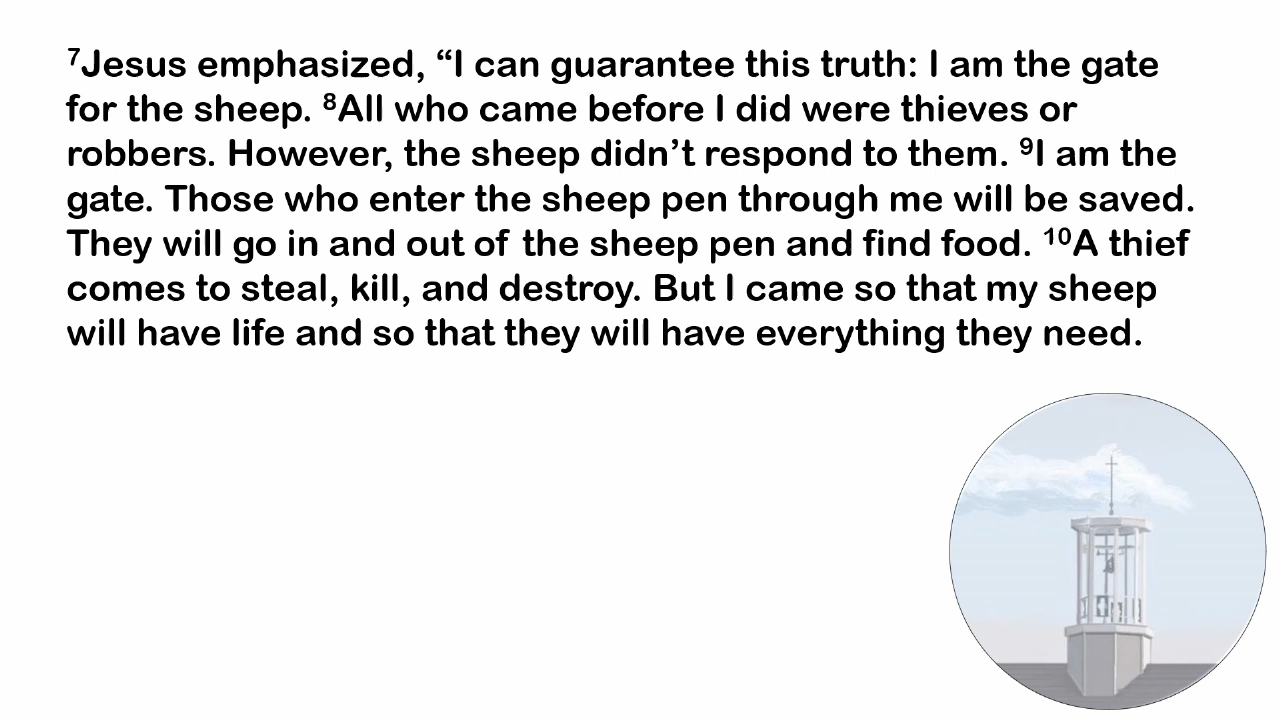 ⁷Jesus emphasized, “I can guarantee this truth: I am the gate
for the sheep. ⁸All who came before I did were thieves or
robbers. However, the sheep didn’t respond to them. ⁹I am the
gate. Those who enter the sheep pen through me will be saved.
They will go in and out of the sheep pen and find food. ¹⁰A thief
comes to steal, kill, and destroy. But I came so that my sheep
will have life and so that they will have everything they need.